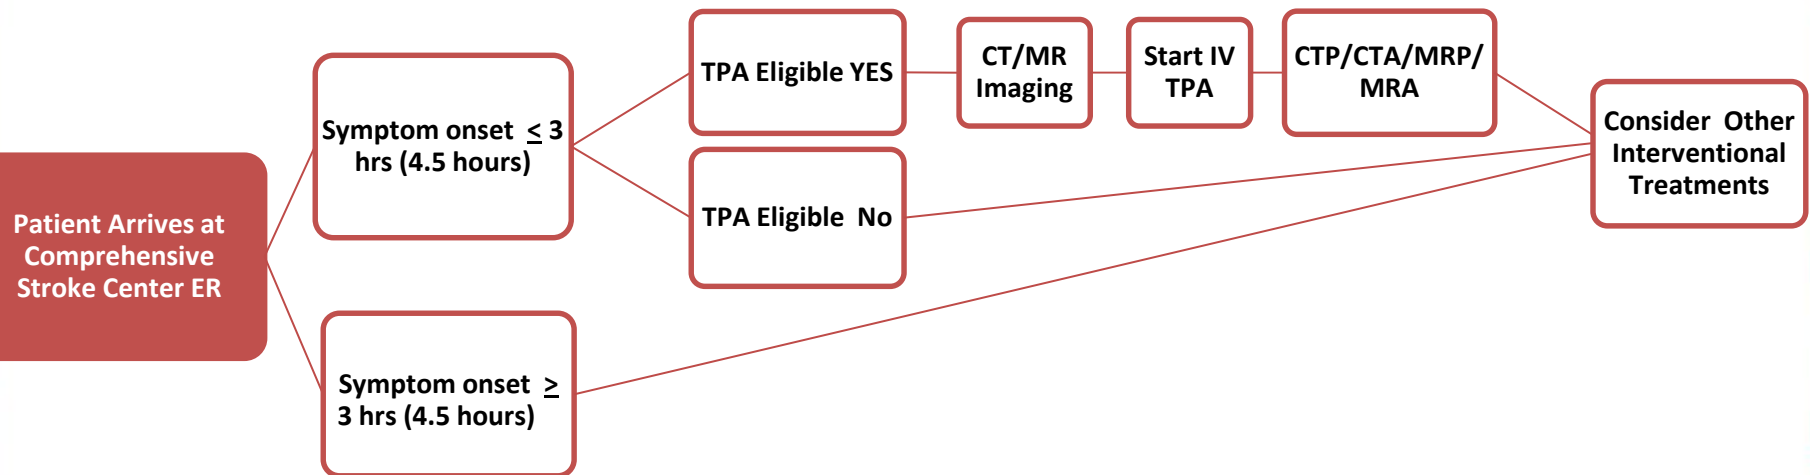 Patient Arrives at
Comprehensive
Stroke Center ER
Symptom onset ≤ 3
hrs (4.5 hours)
TPA Eligible YES
CT/MR
Imaging
Start IV
TPA
CTP/CTA/MRP/
MRA
TPA Eligible No
Symptom onset ≥
3 hrs (4.5 hours)
Consider Other
Interventional
Treatments